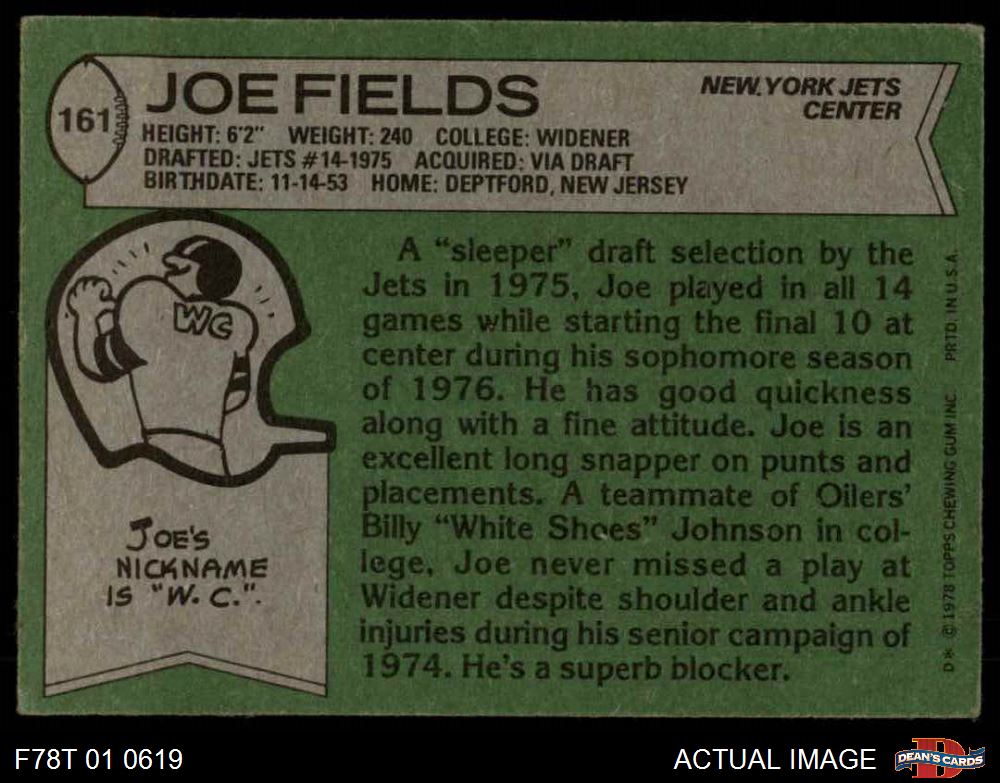 161
JOE FIELDS
NEW YORK JETS
CENTER
HEIGHT: 6'2" WEIGHT: 240 COLLEGE: WIDENER
DRAFTED: JETS #14-1975 ACQUIRED: VIA DRAFT
BIRTHDATE: 11-14-53 HOME: DEPTFORD, NEW JERSEY
WC
JOE'S
NICKNAME
IS "W. C.".
A "sleeper" draft selection by the
Jets in 1975, Joe played in all 14
games while starting the final 10 at
center during his sophomore season
of 1976. He has good quickness
along with a fine attitude. Joe is an
excellent long snapper on punts and
placements. A teammate of Oilers'
Billy "White Shoes" Johnson in col-
lege, Joe never missed a play at
Widener despite shoulder and ankle
injuries during his senior campaign of
1974. He's a superb blocker.
D* © 1978 TOPPS CHEWING GUM INC. PRTD. IN U.S.A.
F78T 01 0619
ACTUAL IMAGE
D
DEAN'S CARDS